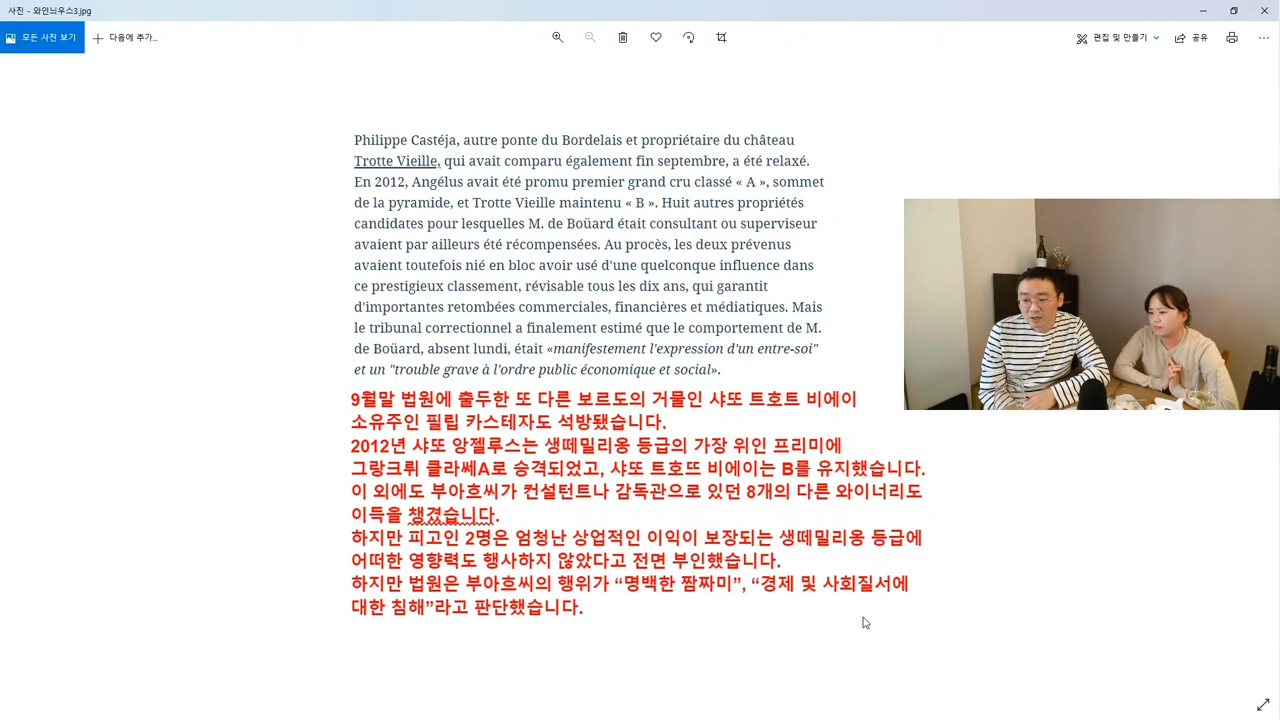 사진 - 와인늬우스3.jpg
모든 사진 보기
다음에 추가...
편집 및 만들기
공유
Philippe Castéja, autre ponte du Bordelais et propriétaire du château
Trotte Vieille, qui avait comparu également fin septembre, a été relaxé.
En 2012, Angélus avait été promu premier grand cru classé « A », sommet
de la pyramide, et Trotte Vieille maintenu « B ». Huit autres propriétés
candidates pour lesquelles M. de Boüard était consultant ou superviseur
avaient par ailleurs été récompensées. Au procès, les deux prévenus
avaient toutefois nié en bloc avoir usé d'une quelconque influence dans
ce prestigieux classement, révisable tous les dix ans, qui garantit
d'importantes retombées commerciales, financières et médiatiques. Mais
le tribunal correctionnel a finalement estimé que le comportement de M.
de Boüard, absent lundi, était «manifestement l'expression d'un entre-soi"
et un "trouble grave à l'ordre public économique et social».
9월말 법원에 출두한 또 다른 보르도의 거물인 샤또 트호트 비에이
소유주인 필립 카스테자도 석방됐습니다.
2012년 샤또 앙젤루스는 생떼밀리옹 등급의 가장 위인 프리미에
그랑크뤼 클라쎄A로 승격되었고, 샤또 트호뜨 비에이는 B를 유지했습니다.
이 외에도 부아흐씨가 컨설턴트나 감독관으로 있던 8개의 다른 와이너리도
이득을 챙겼습니다.
하지만 피고인 2명은 엄청난 상업적인 이익이 보장되는 생떼밀리옹 등급에
어떠한 영향력도 행사하지 않았다고 전면 부인했습니다.
하지만 법원은 부아흐씨의 행위가 “명백한 짬짜미”, “경제 및 사회질서에
대한 침해”라고 판단했습니다.